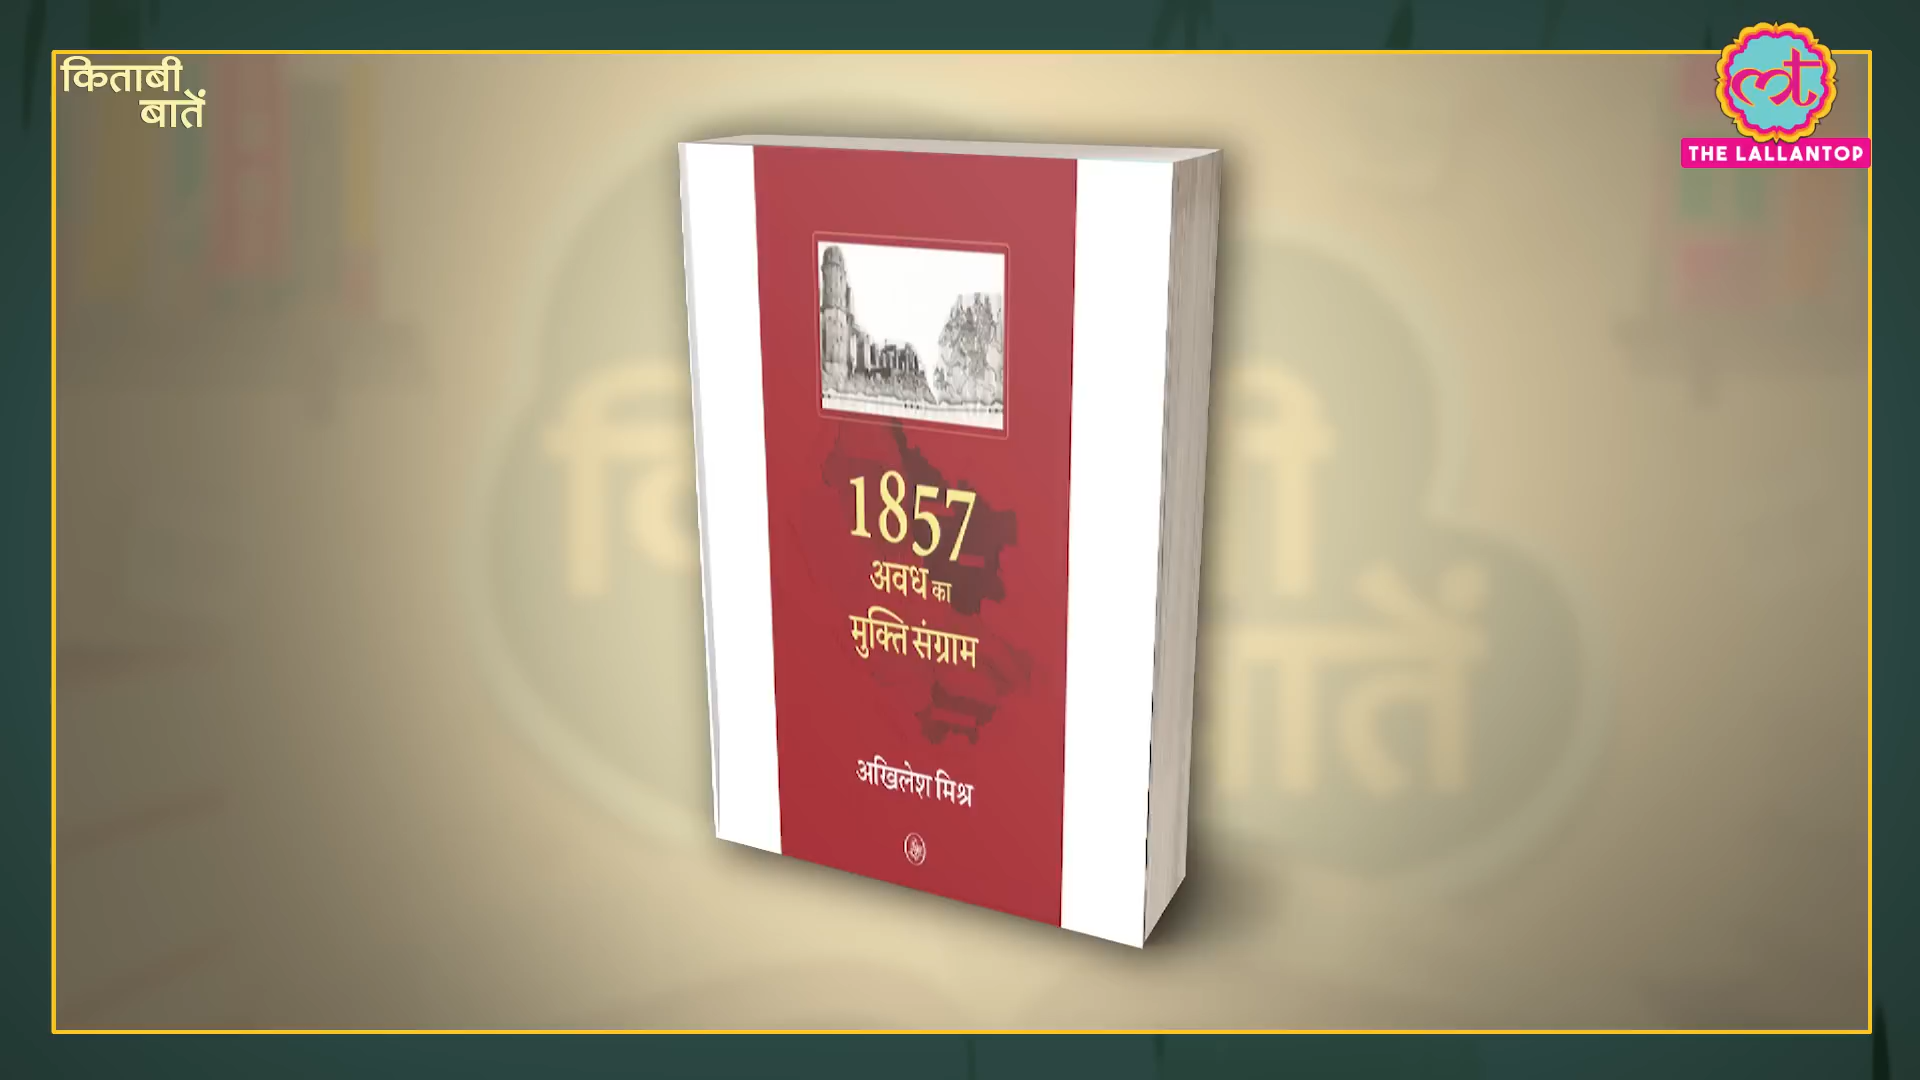 किताबी
बातें
THE LALLANTOP
1857
अवध का
मुक्ति संग्राम
अखिलेश मिश्र